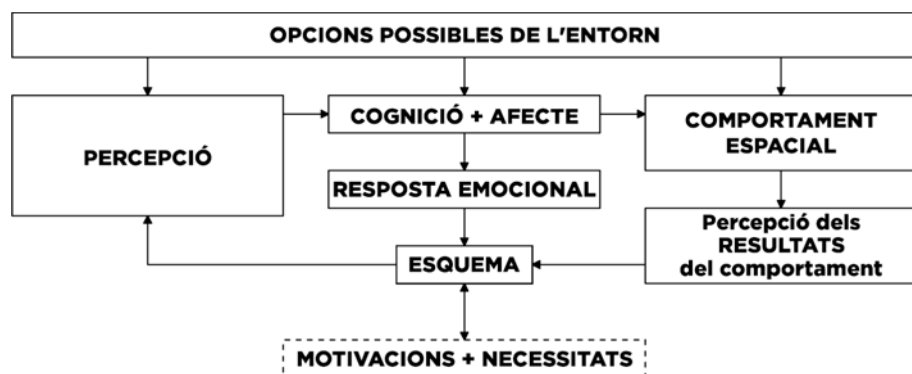 OPCIONS POSSIBLES DE L'ENTORN
PERCEPCIÓ
COGNICIÓ + AFECTE
COMPORTAMENT
ESPACIAL
RESPOSTA EMOCIONAL
Percepció dels
RESULTATS
del comportament
ESQUEMA
MOTIVACIONS + NECESSITATS